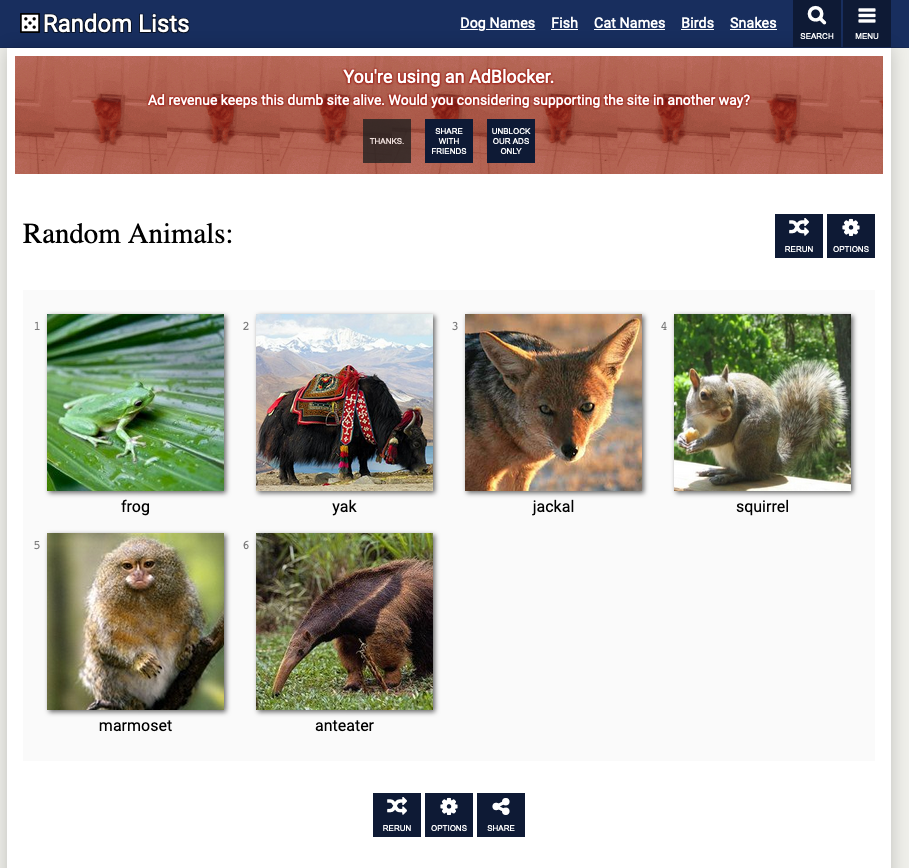 Random Lists
Dog Names Fish Cat Names Birds Snakes
SEARCH
MENU
You're using an AdBlocker.
Ad revenue keeps this dumb site alive. Would you considering supporting the site in another way?
THANKS.
SHARE
WITH
FRIENDS
UNBLOCK
OUR ADS
ONLY
Random Animals:
RERUN
OPTIONS
1
frog
2
yak
3
jackal
4
squirrel
5
marmoset
6
anteater
RERUN
OPTIONS
SHARE